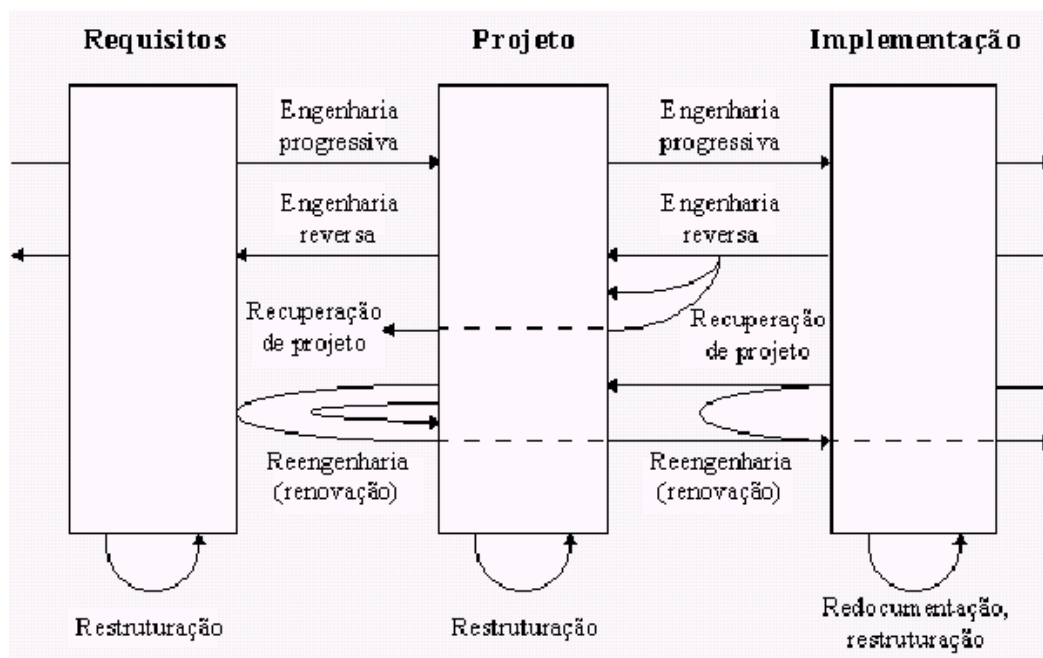 Requisitos
Projeto
Implementação
Engenharia
progressiva
Engenharia
progressiva
Engenharia
reversa
Engenharia
reversa
Recuperação
de projeto
Recuperação
de projeto
Reengenharia
(renovação)
Reengenharia
(renovação)
Restruturação
Restruturação
Redocumentação,
restruturação